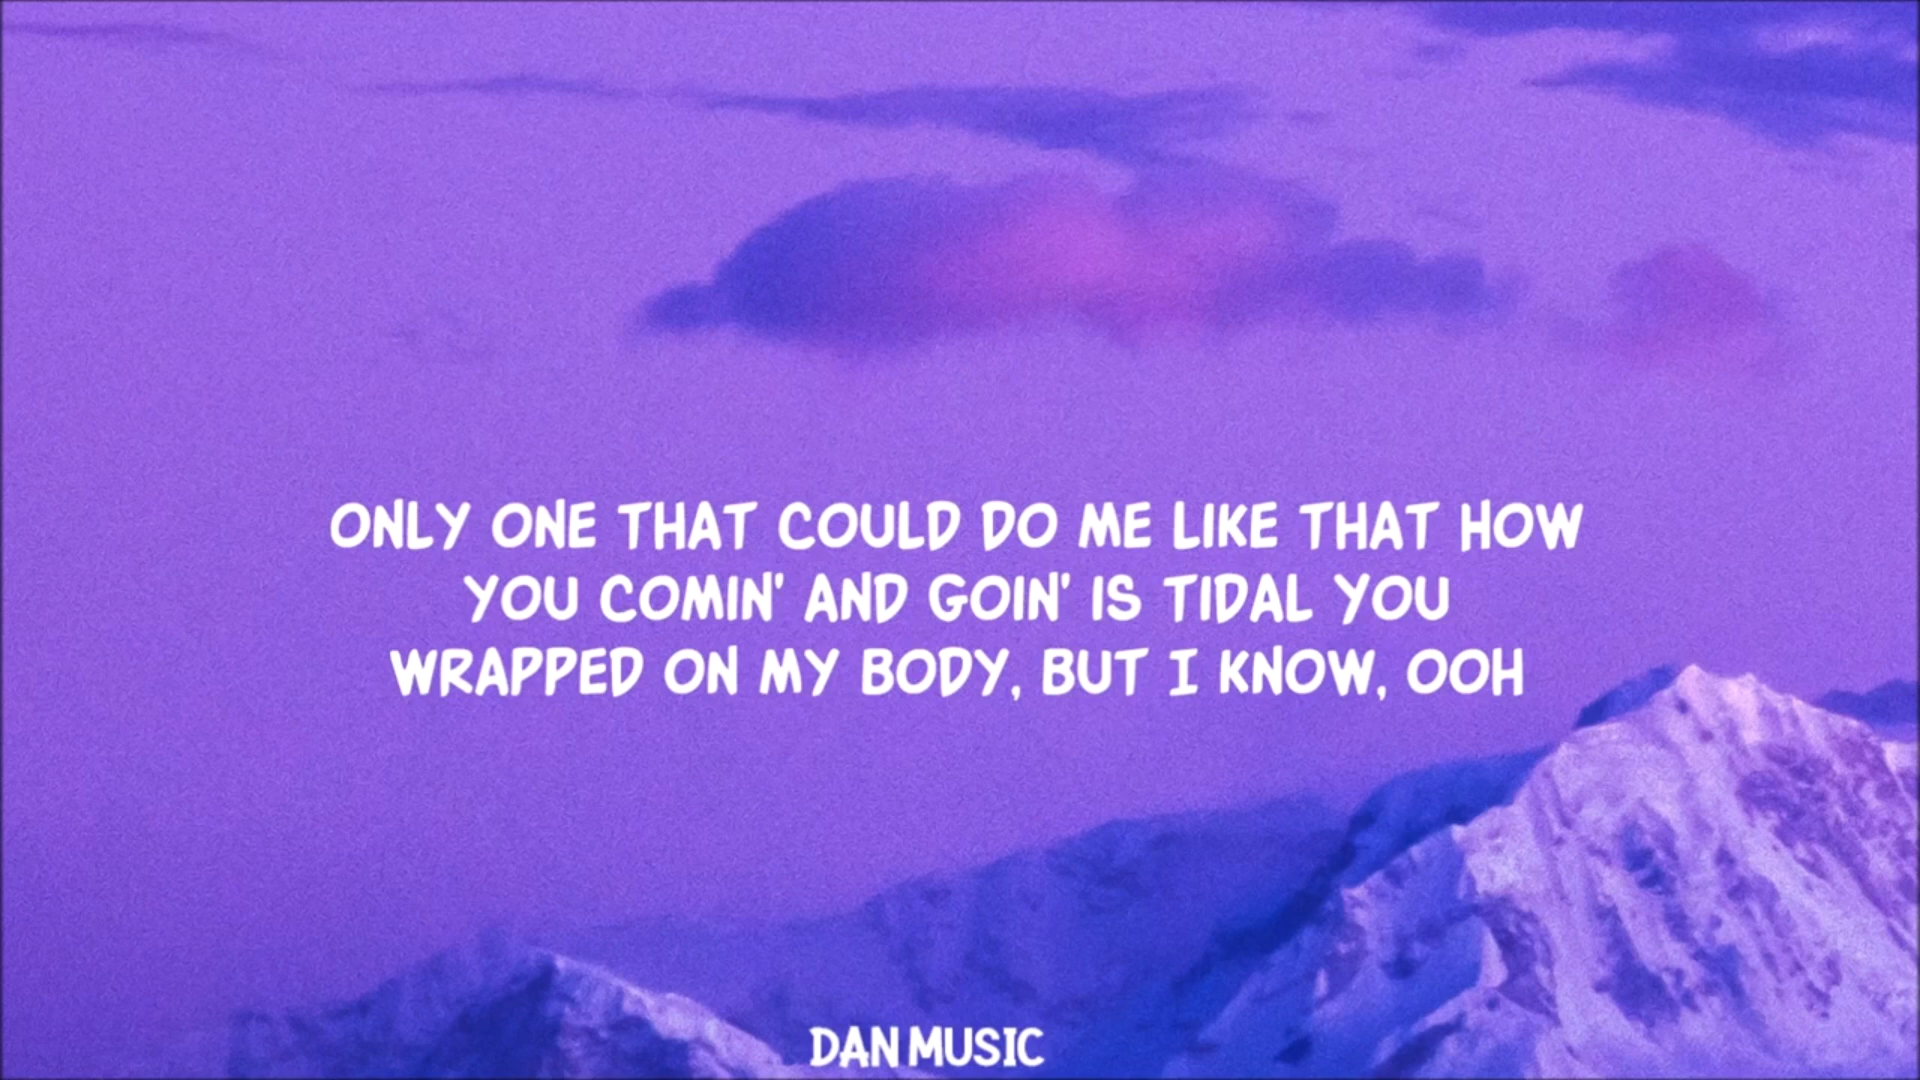 ONLY ONE THAT COULD DO ME LIKE THAT HOW
YOU COMIN' AND GOIN' IS TIDAL YOU
WRAPPED ON MY BODY, BUT I KNOW, OOH
DAN MUSIC